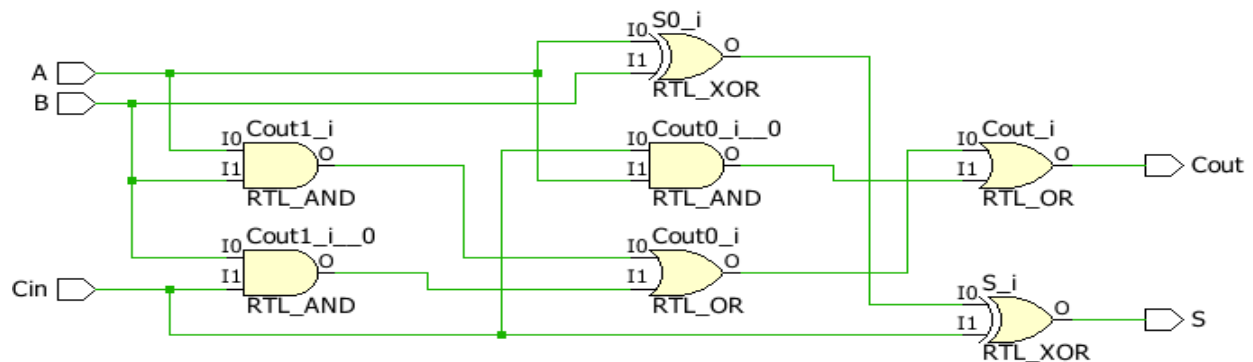 S0_i
I0
O
I1
A
RTL_XOR
B
Cout1_i
Cout0_i__0
Cout_i
I0
O
I0
O
I0
O
Cout
I1
I1
I1
RTL_AND
RTL_AND
RTL_OR
Cout1_i__0
Cout0_i
I0
O
I0
O
Cin
I1
I1
S_i
RTL_AND
RTL_OR
I0
O
S
I1
RTL_XOR